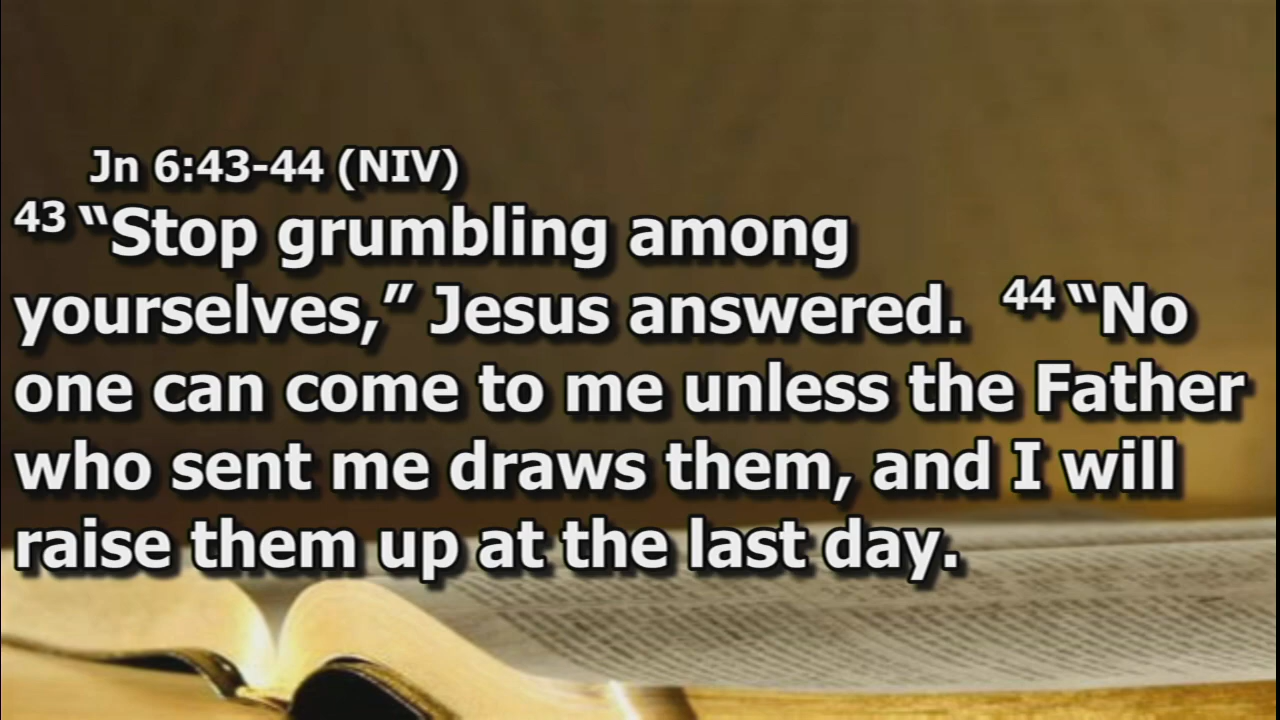 Jn 6:43-44 (NIV)
43 “Stop grumbling among
yourselves,” Jesus answered. 44 “No
one can come to me unless the Father
who sent me draws them, and I will
raise them up at the last day.